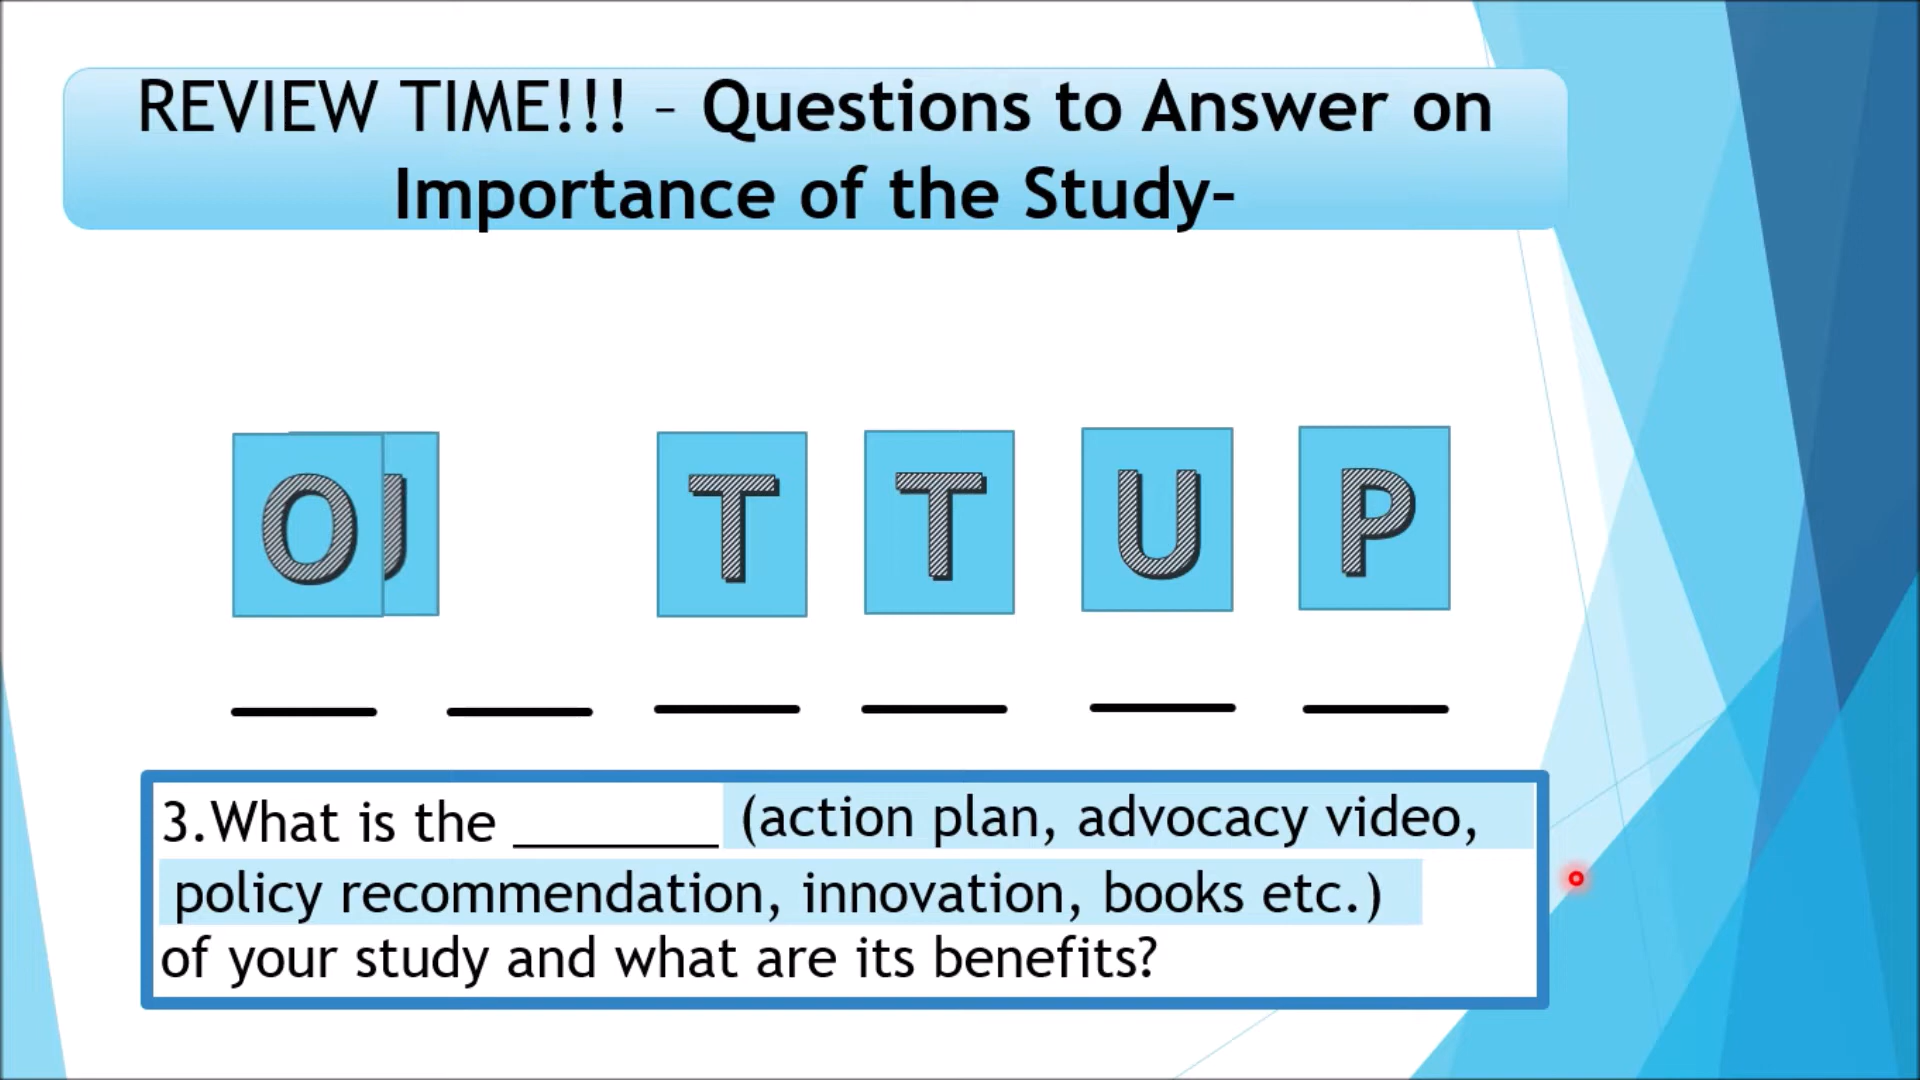 REVIEW TIME!!! – Questions to Answer on
Importance of the Study–
O U T T U P
3.What is the _______ (action plan, advocacy video,
policy recommendation, innovation, books etc.)
of your study and what are its benefits?